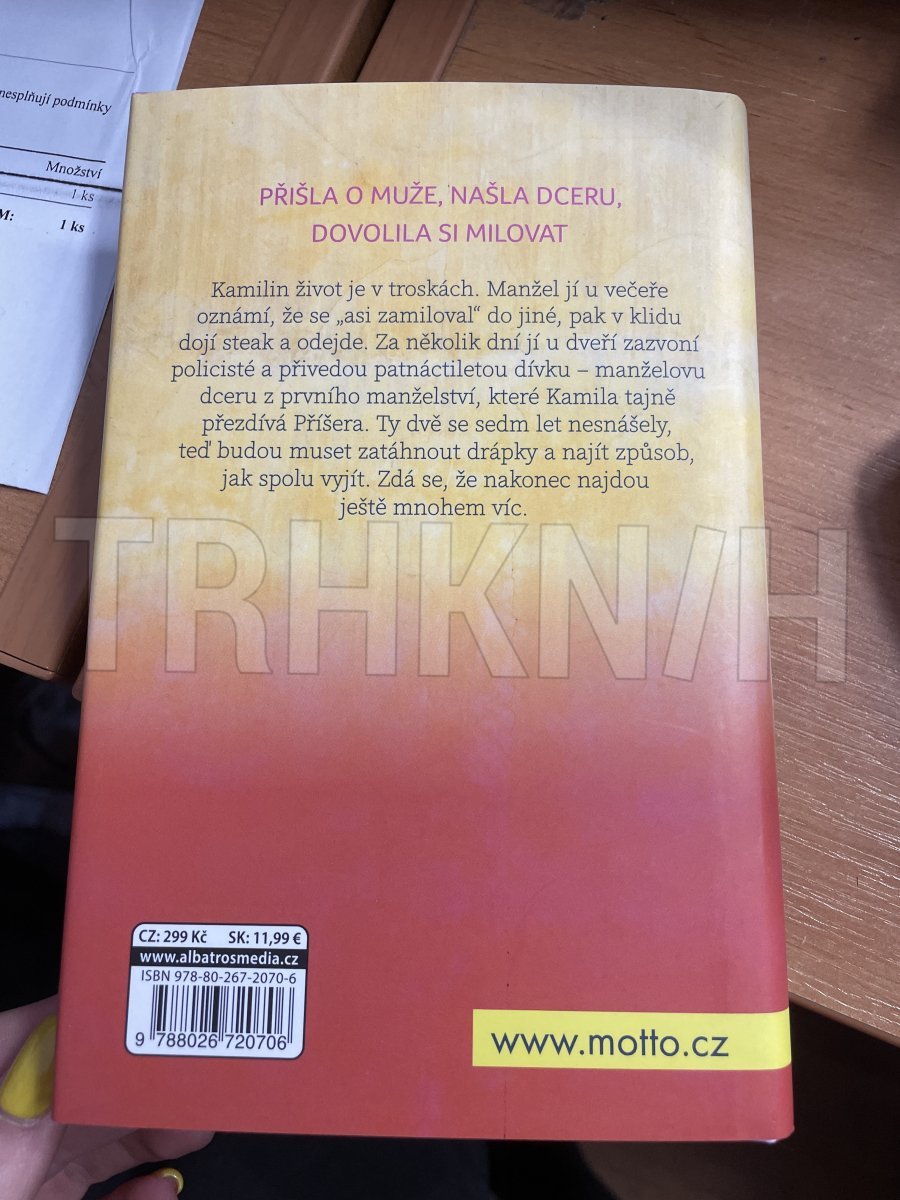 nesplňují podmínky
Množství
1 ks
M:
1 ks
PŘIŠLA O MUŽE, NAŠLA DCERU,
DOVOLILA SI MILOVAT
Kamilin život je v troskách. Manžel jí u večeře
oznámí, že se „asi zamiloval“ do jiné, pak v klidu
dojí steak a odejde. Za několik dní jí u dveří zazvoní
policisté a přivedou patnáctiletou dívku – manželovu
dceru z prvního manželství, které Kamila tajně
přezdívá Příšera. Ty dvě se sedm let nesnášely,
teď budou muset zatáhnout drápky a najít způsob,
jak spolu vyjít. Zdá se, že nakonec najdou
ještě mnohem víc.
TRHKNIH
CZ: 299 Kč SK: 11,99 €
www.albatrosmedia.cz
ISBN 978-80-267-2070-6
9 788026 720706
www.motto.cz